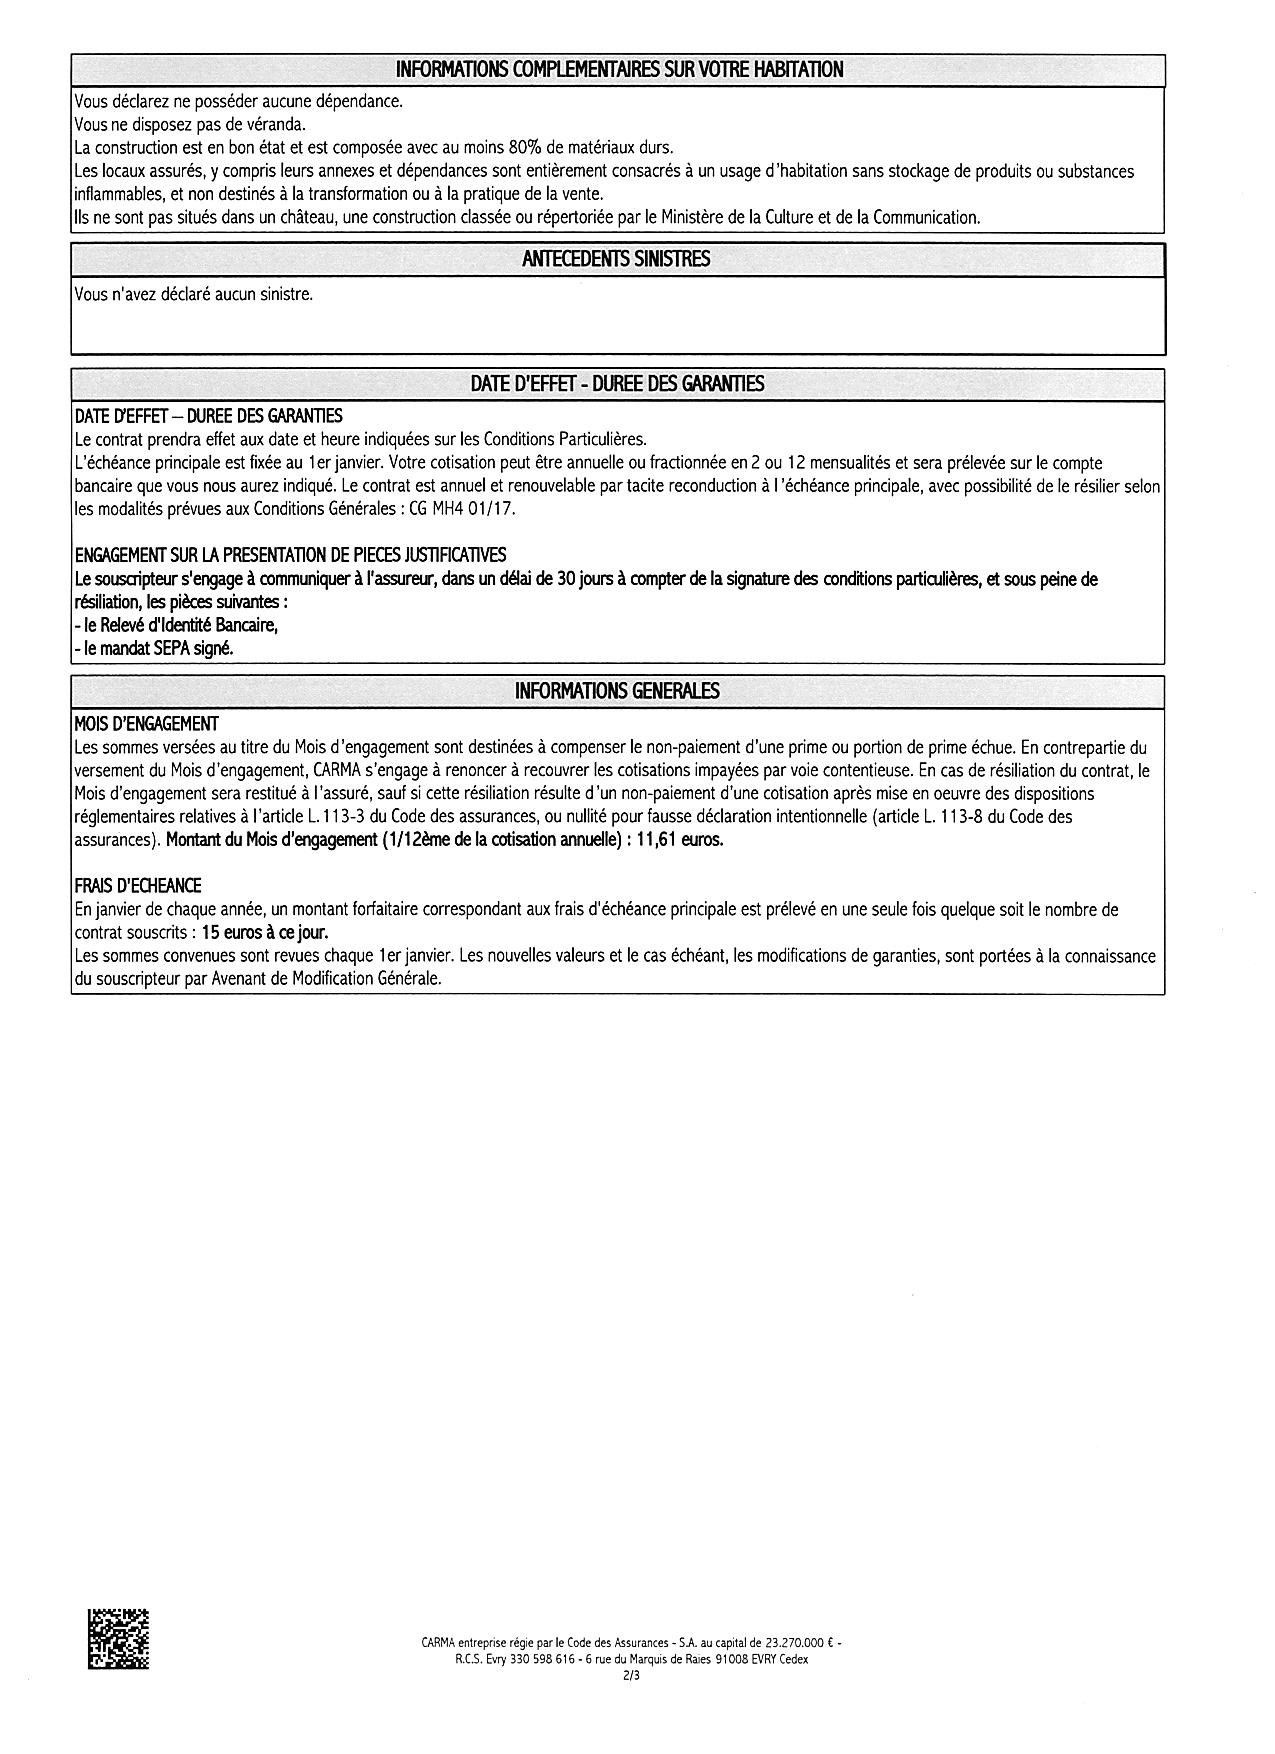 INFORMATIONS COMPLEMENTAIRES SUR VOTRE HABITATION
Vous déclarez ne posséder aucune dépendance.
Vous ne disposez pas de véranda.
La construction est en bon état et est composée avec au moins 80% de matériaux durs.
Les locaux assurés, y compris leurs annexes et dépendances sont entièrement consacrés à un usage d'habitation sans stockage de produits ou substances
inflammables, et non destinés à la transformation ou à la pratique de la vente.
Ils ne sont pas situés dans un château, une construction classée ou répertoriée par le Ministère de la Culture et de la Communication.
ANTECEDENTS SINISTRES
Vous n'avez déclaré aucun sinistre.
DATE D'EFFET - DUREE DES GARANTIES
DATE D'EFFET – DUREE DES GARANTIES
Le contrat prendra effet aux date et heure indiquées sur les Conditions Particulières.
L'échéance principale est fixée au 1er janvier. Votre cotisation peut être annuelle ou fractionnée en 2 ou 12 mensualités et sera prélevée sur le compte
bancaire que vous nous aurez indiqué. Le contrat est annuel et renouvelable par tacite reconduction à l'échéance principale, avec possibilité de le résilier selon
les modalités prévues aux Conditions Générales : CG MH4 01/17.
ENGAGEMENT SUR LA PRESENTATION DE PIECES JUSTIFICATIVES
Le souscripteur s'engage à communiquer à l'assureur, dans un délai de 30 jours à compter de la signature des conditions particulières, et sous peine de
résiliation, les pièces suivantes :
- le Relevé d'Identité Bancaire,
- le mandat SEPA signé.
INFORMATIONS GENERALES
MOIS D'ENGAGEMENT
Les sommes versées au titre du Mois d'engagement sont destinées à compenser le non-paiement d'une prime ou portion de prime échue. En contrepartie du
versement du Mois d'engagement, CARMA s'engage à renoncer à recouvrer les cotisations impayées par voie contentieuse. En cas de résiliation du contrat, le
Mois d'engagement sera restitué à l'assuré, sauf si cette résiliation résulte d'un non-paiement d'une cotisation après mise en oeuvre des dispositions
réglementaires relatives à l'article L.113-3 du Code des assurances, ou nullité pour fausse déclaration intentionnelle (article L. 113-8 du Code des
assurances). Montant du Mois d'engagement (1/12ème de la cotisation annuelle) : 11,61 euros.
FRAIS D'ECHEANCE
En janvier de chaque année, un montant forfaitaire correspondant aux frais d'échéance principale est prélevé en une seule fois quelque soit le nombre de
contrat souscrits : 15 euros à ce jour.
Les sommes convenues sont revues chaque 1er janvier. Les nouvelles valeurs et le cas échéant, les modifications de garanties, sont portées à la connaissance
du souscripteur par Avenant de Modification Générale.
CARMA entreprise régie par le Code des Assurances - S.A. au capital de 23.270.000 € -
R.C.S. Evry 330 598 616 - 6 rue du Marquis de Raies 91008 EVRY Cedex
2/3